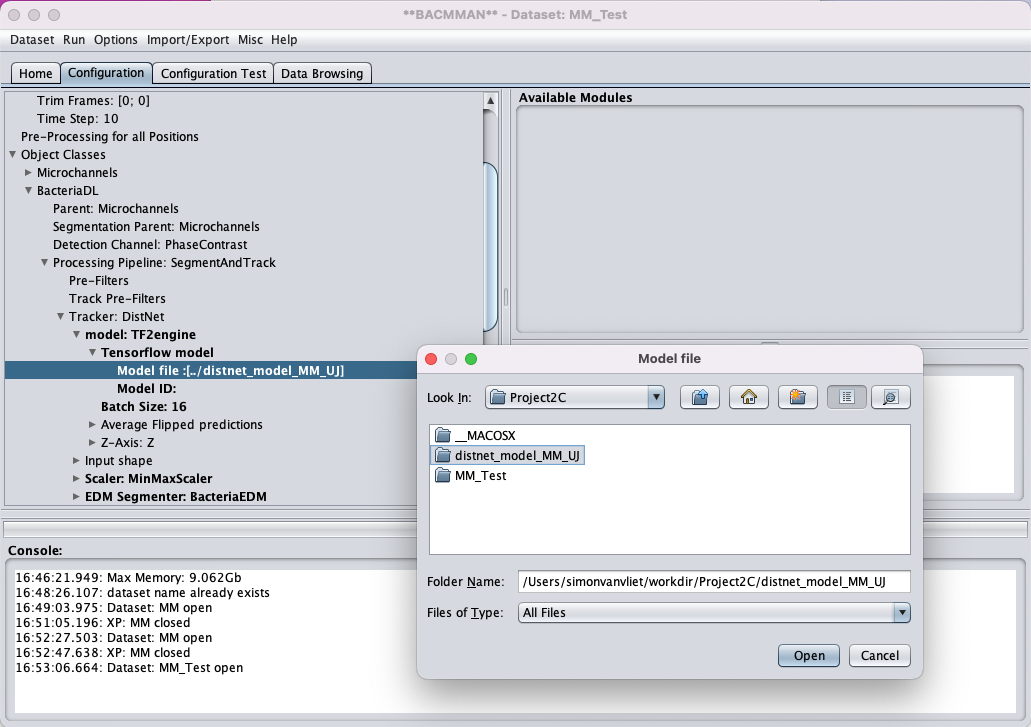 **BACMMAN** - Dataset: MM_Test
Dataset Run Options Import/Export Misc Help
Home Configuration Configuration Test Data Browsing
Trim Frames: [0; 0]
Time Step: 10
Pre-Processing for all Positions
Object Classes
Microchannels
BacteriaDL
Parent: Microchannels
Segmentation Parent: Microchannels
Detection Channel: PhaseContrast
Processing Pipeline: SegmentAndTrack
Pre-Filters
Track Pre-Filters
Tracker: DistNet
model: TF2engine
Tensorflow model
Model file :[../distnet_model_MM_UJ]
Model ID:
Batch Size: 16
Average Flipped predictions
Z-Axis: Z
Input shape
Scaler: MinMaxScaler
EDM Segmenter: BacteriaEDM
Available Modules
Model file
Look In: Project2C
__MACOSX
distnet_model_MM_UJ
MM_Test
Folder Name: /Users/simonvanvliet/workdir/Project2C/distnet_model_MM_UJ
Files of Type: All Files
Open Cancel
Console:
16:46:21.949: Max Memory: 9.062Gb
16:48:26.107: dataset name already exists
16:49:03.975: Dataset: MM open
16:51:05.196: XP: MM closed
16:52:27.503: Dataset: MM open
16:52:47.638: XP: MM closed
16:53:06.664: Dataset: MM_Test open